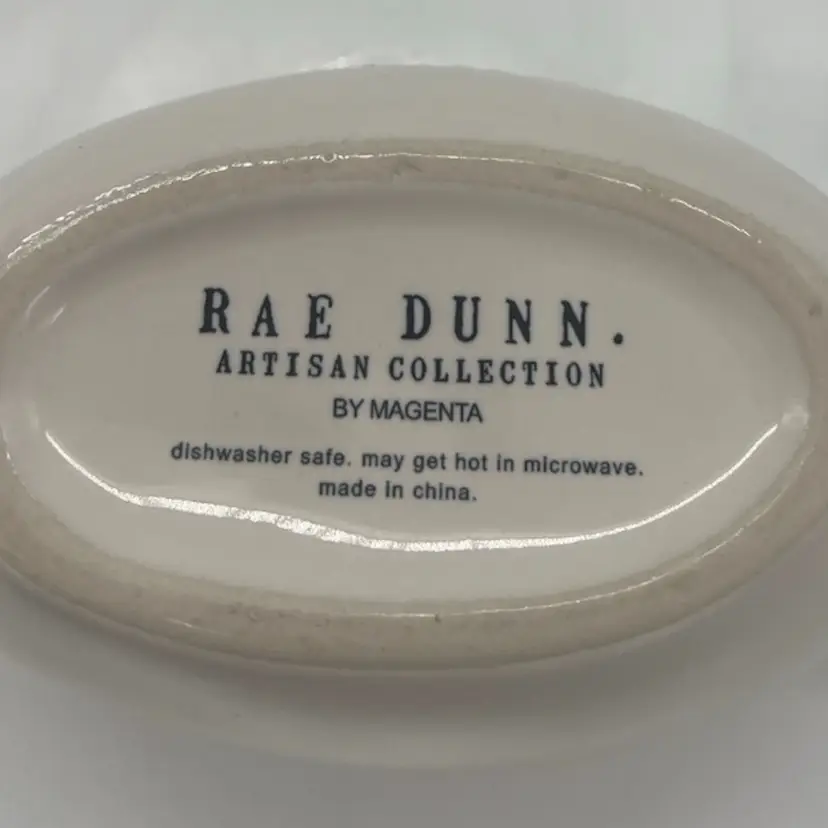 RAE DUNN.
ARTISAN COLLECTION
BY MAGENTA
dishwasher safe. may get hot in microwave.
made in china.